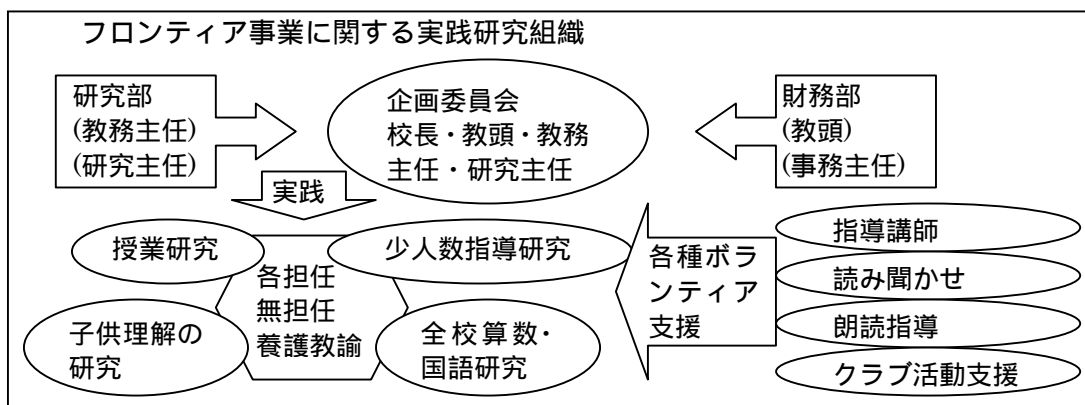 フロンティア事業に関する実践研究組織
研究部
(教務主任)
(研究主任)
企画委員会
校長・教頭・教務
主任・研究主任
財務部
(教頭)
(事務主任)
実践
授業研究
少人数指導研究
子供理解の
研究
各担任
無担任
養護教諭
全校算数・
国語研究
各種ボラ
ンティア
支援
指導講師
読み聞かせ
朗読指導
クラブ活動支援